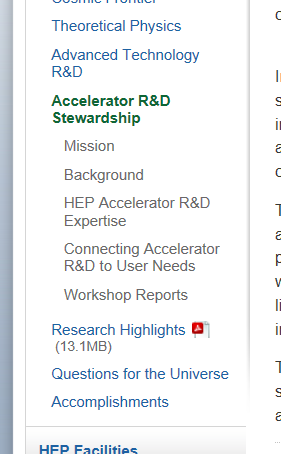 Cosmic Frontier
Theoretical Physics
Advanced Technology
R&D
Accelerator R&D
Stewardship
Mission
Background
HEP Accelerator R&D
Expertise
Connecting Accelerator
R&D to User Needs
Workshop Reports
Research Highlights
(13.1MB)
Questions for the Universe
Accomplishments
HEP Facilities